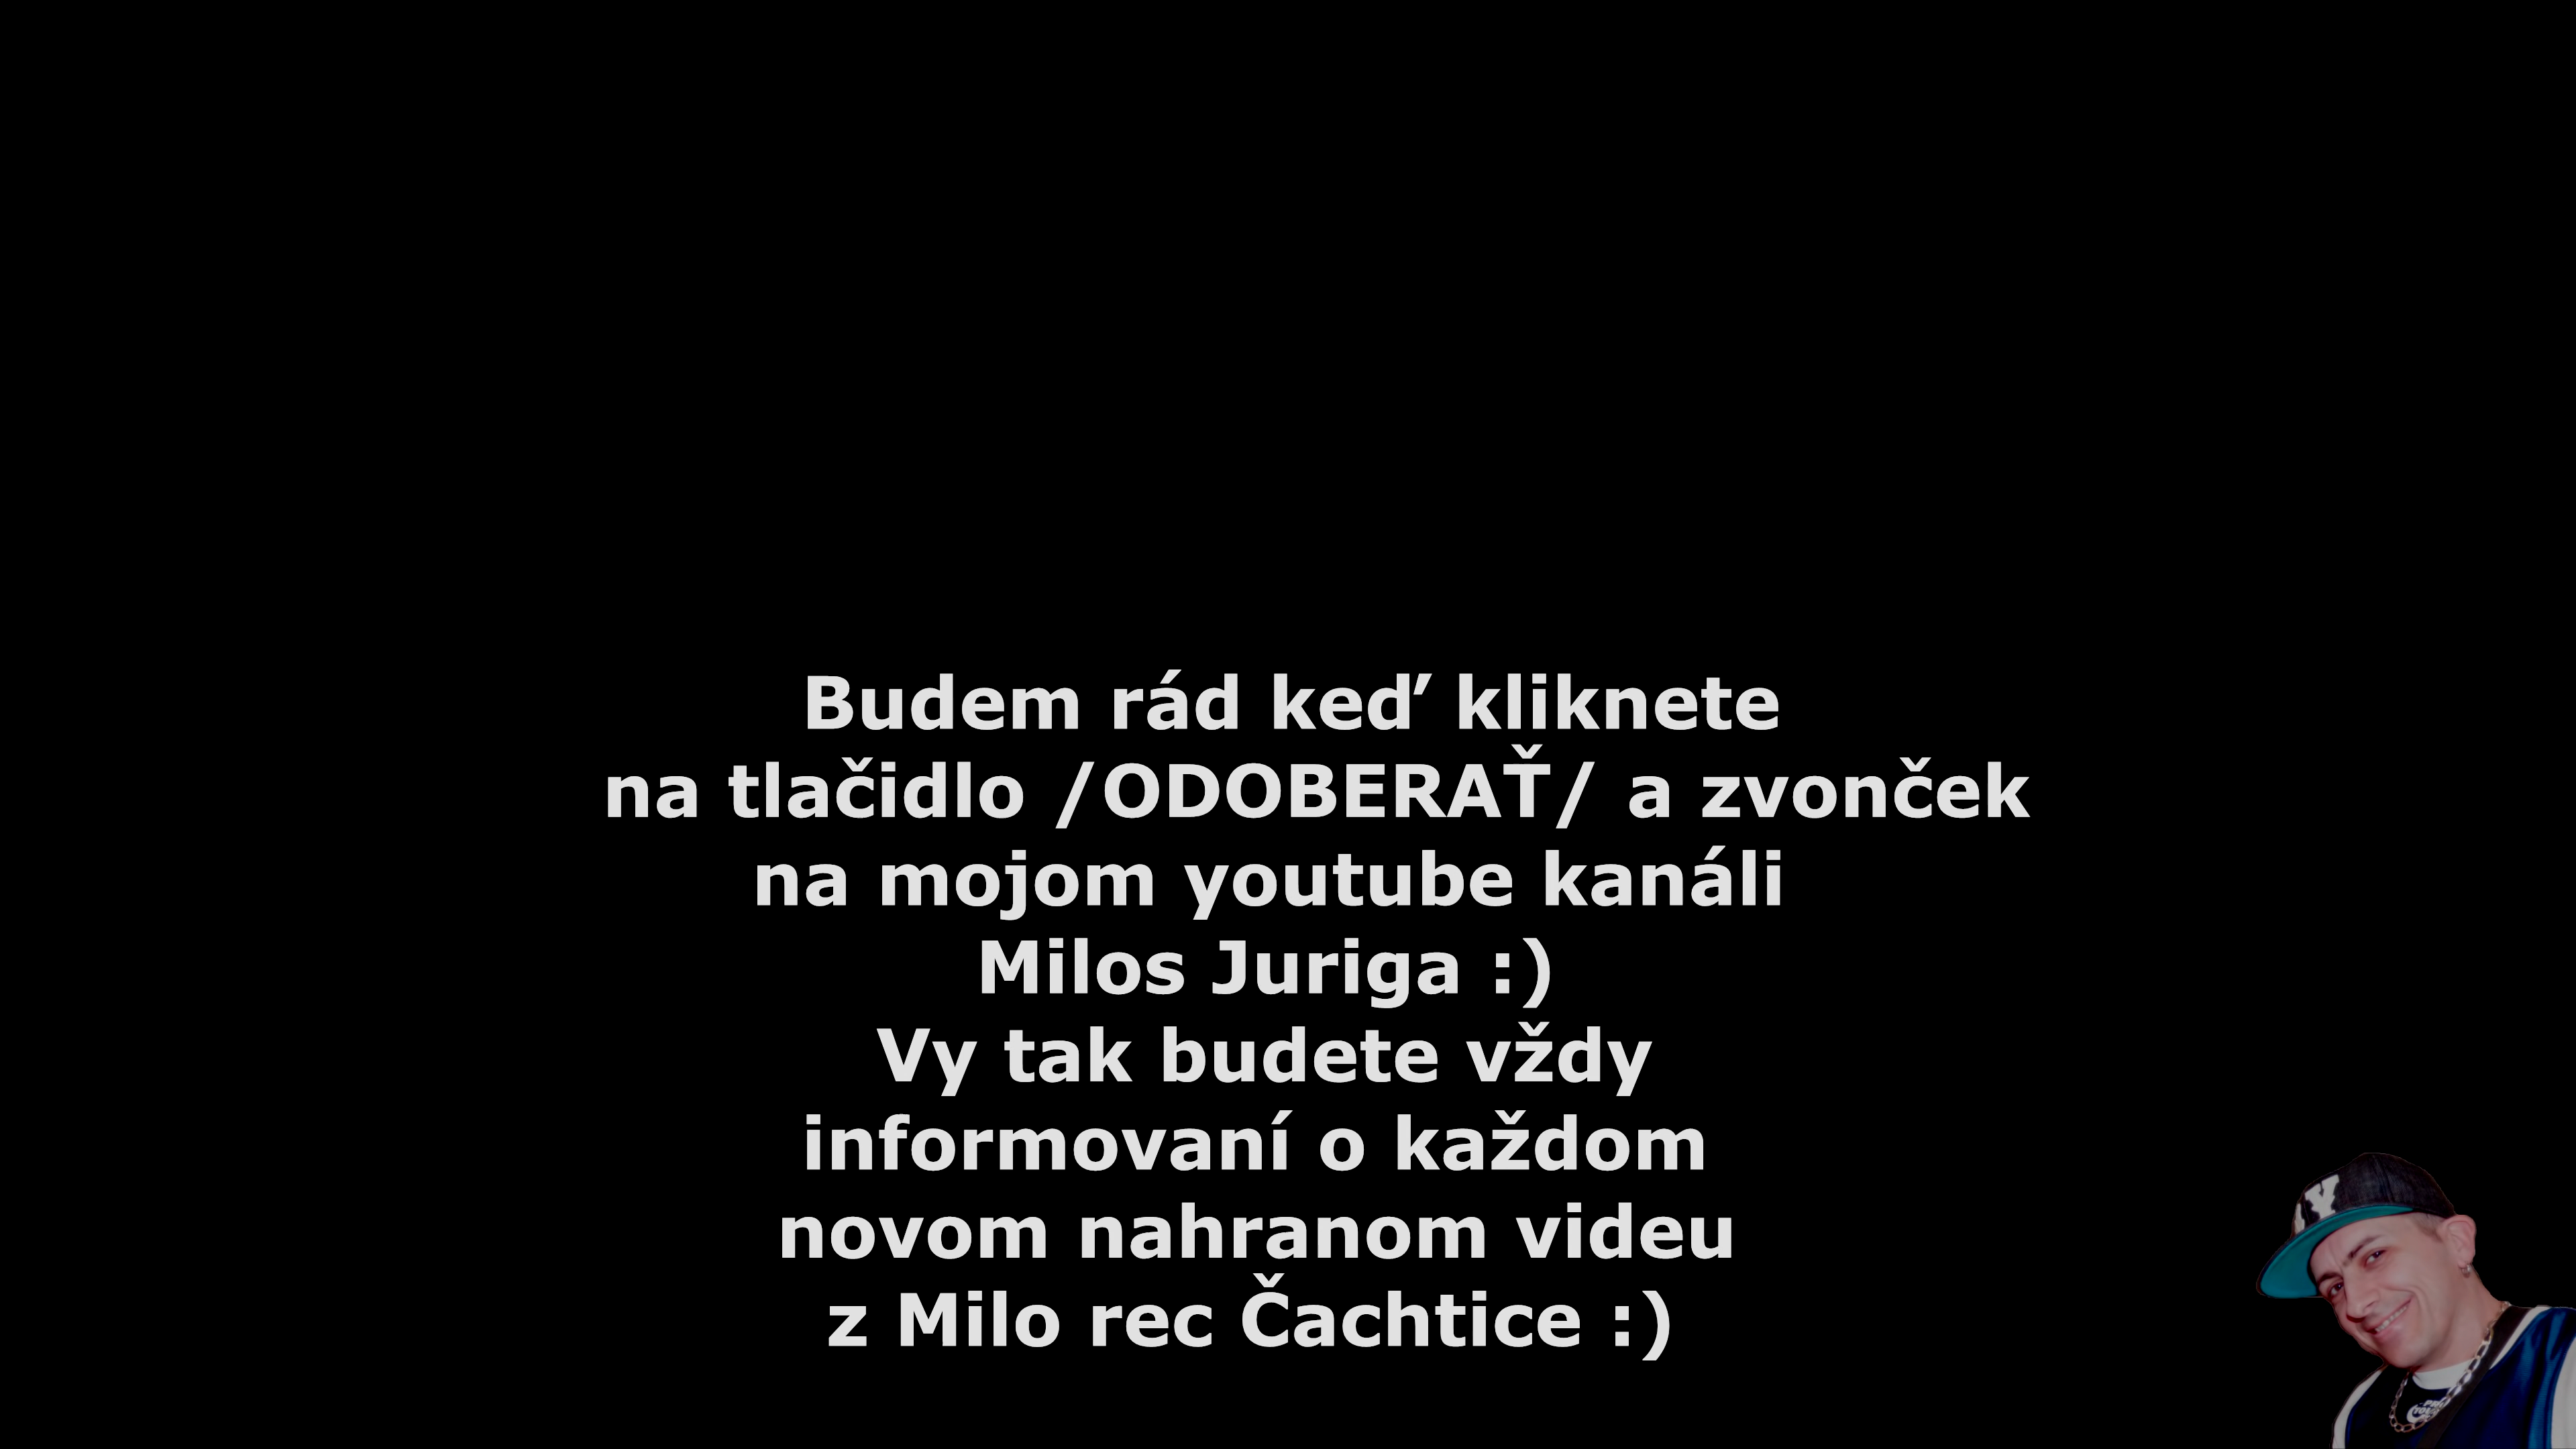 Budem rád keď kliknete
na tlačidlo /ODOBERAŤ/ a zvonček
na mojom youtube kanáli
Milos Juriga :)
Vy tak budete vždy
informovaní o každom
novom nahranom videu
z Milo rec Čachtice :)